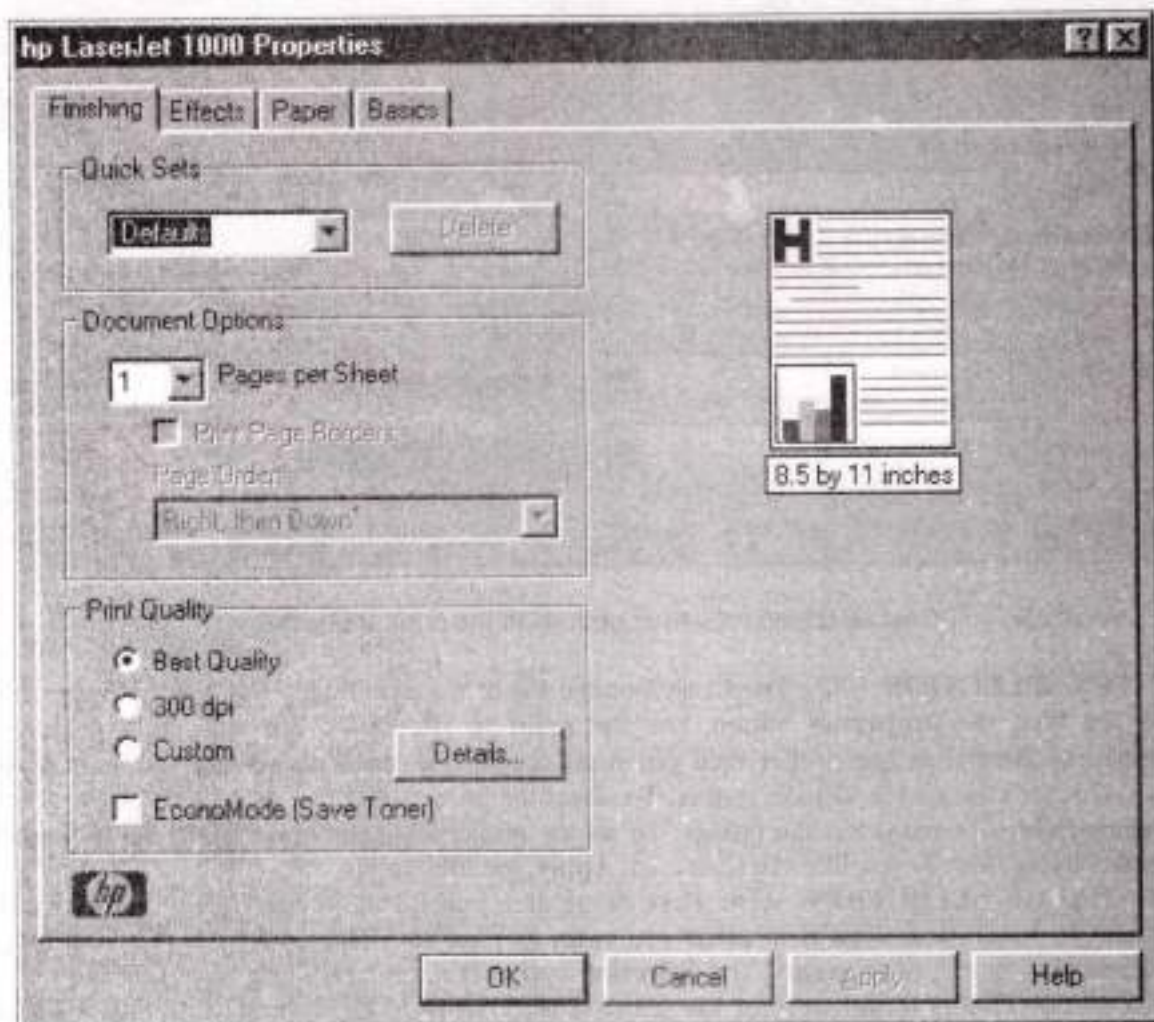 hp LaserJet 1000 Properties
Finishing Effects Paper Basics
Quick Sets
Defaults Delete
Document Options
1 Pages per Sheet
Print Page Borders
Page Order
Right, then Down
Print Quality
Best Quality
300 dpi
Custom Details...
EconoMode (Save Toner)
hp
OK Cancel Apply Help
H
8.5 by 11 inches